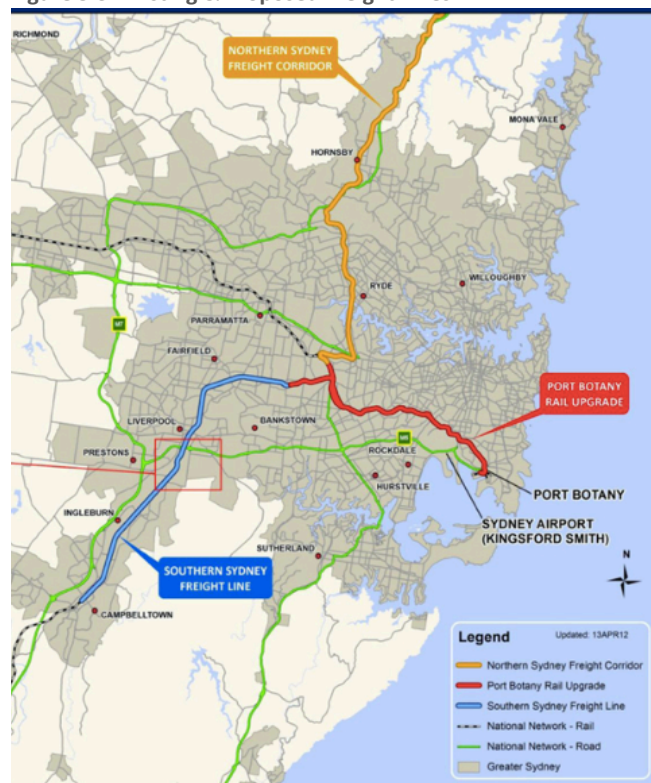 NORTHERN SYDNEY
FREIGHT CORRIDOR
RICHMOND
MONA VALE
HORNSBY
RYDE
WILLOUGHBY
M7
PARRAMATTA
FAIRFIELD
PORT BOTANY
RAIL UPGRADE
LIVERPOOL
BANKSTOWN
PRESTONS
M5
ROCKDALE
HURSTVILLE
PORT BOTANY
INGLEBURN
SYDNEY AIRPORT
(KINGSFORD SMITH)
SUTHERLAND
SOUTHERN SYDNEY
FREIGHT LINE
N
CAMPBELLTOWN
Legend Updated: 13APR12
Northern Sydney Freight Corridor
Port Botany Rail Upgrade
Southern Sydney Freight Line
National Network - Rail
National Network - Road
Greater Sydney